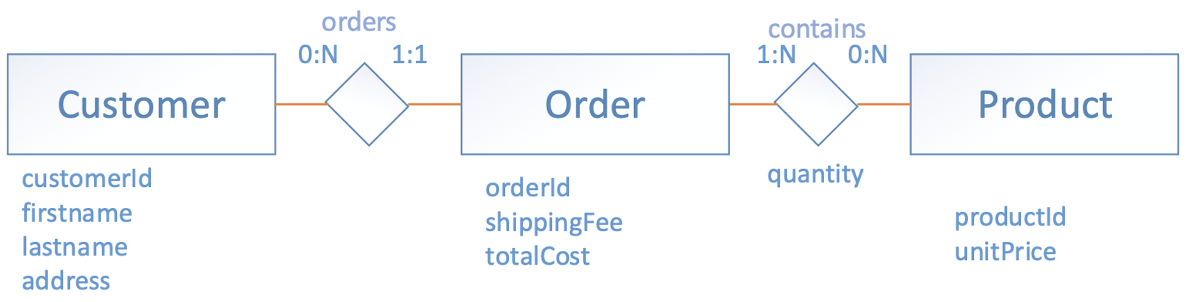 orders
0:N 1:1
contains
1:N 0:N
Customer
Order
Product
customerId
firstname
lastname
address
orderId
shippingFee
totalCost
quantity
productId
unitPrice